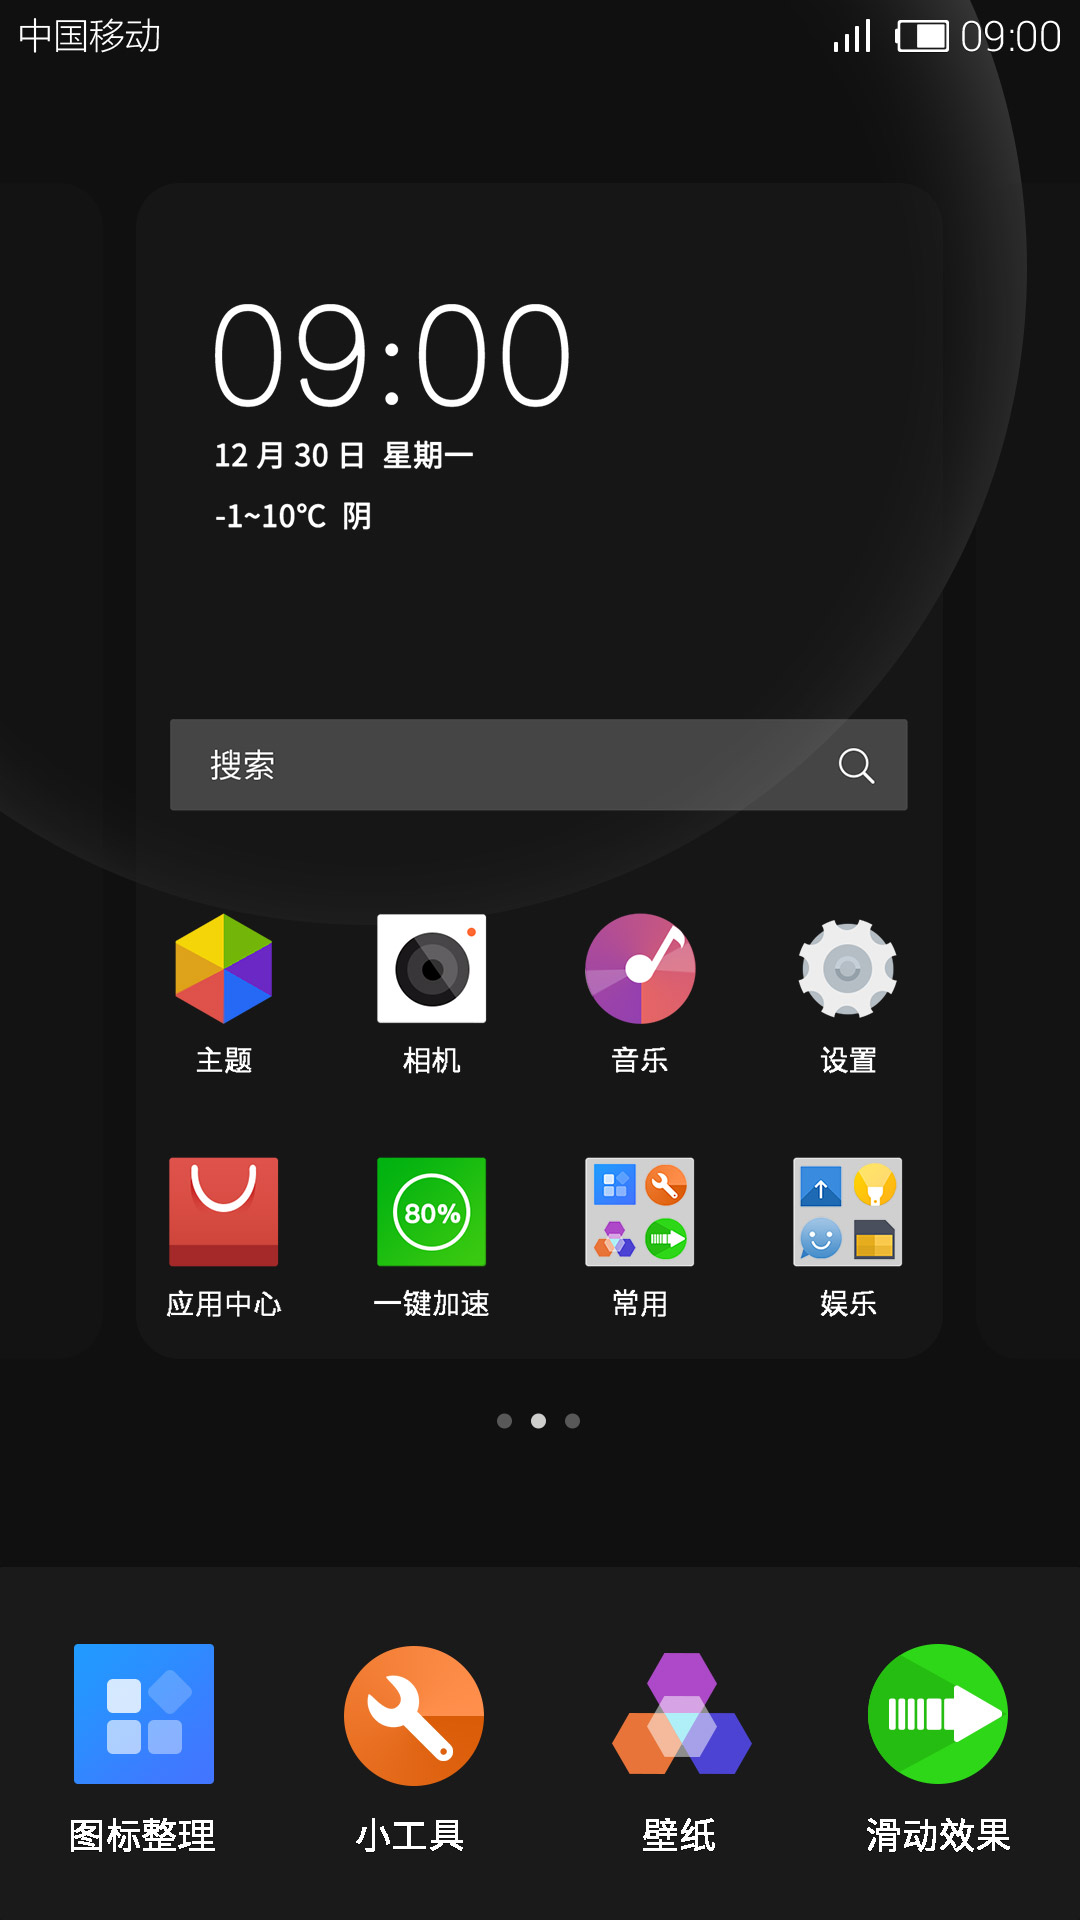 中国移动 09:00
09:00
12 月 30 日 星期一
-1~10℃ 阴
搜索
主题 相机 音乐 设置
80%
应用中心 一键加速 常用 娱乐
图标整理 小工具 壁纸 滑动效果